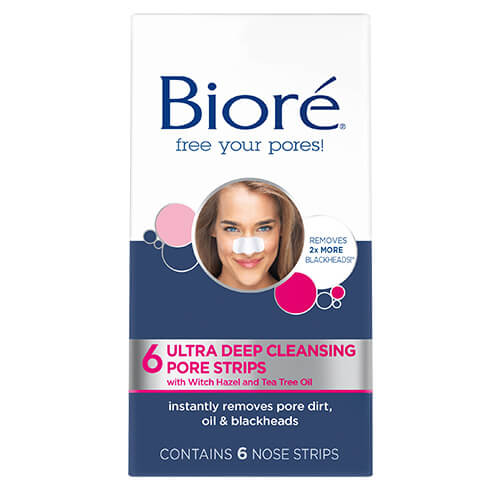 Bioré®
free your pores!
REMOVES
2x MORE
BLACKHEADS!*
6 ULTRA DEEP CLEANSING
PORE STRIPS
with Witch Hazel and Tea Tree Oil
instantly removes pore dirt,
oil & blackheads
CONTAINS 6 NOSE STRIPS